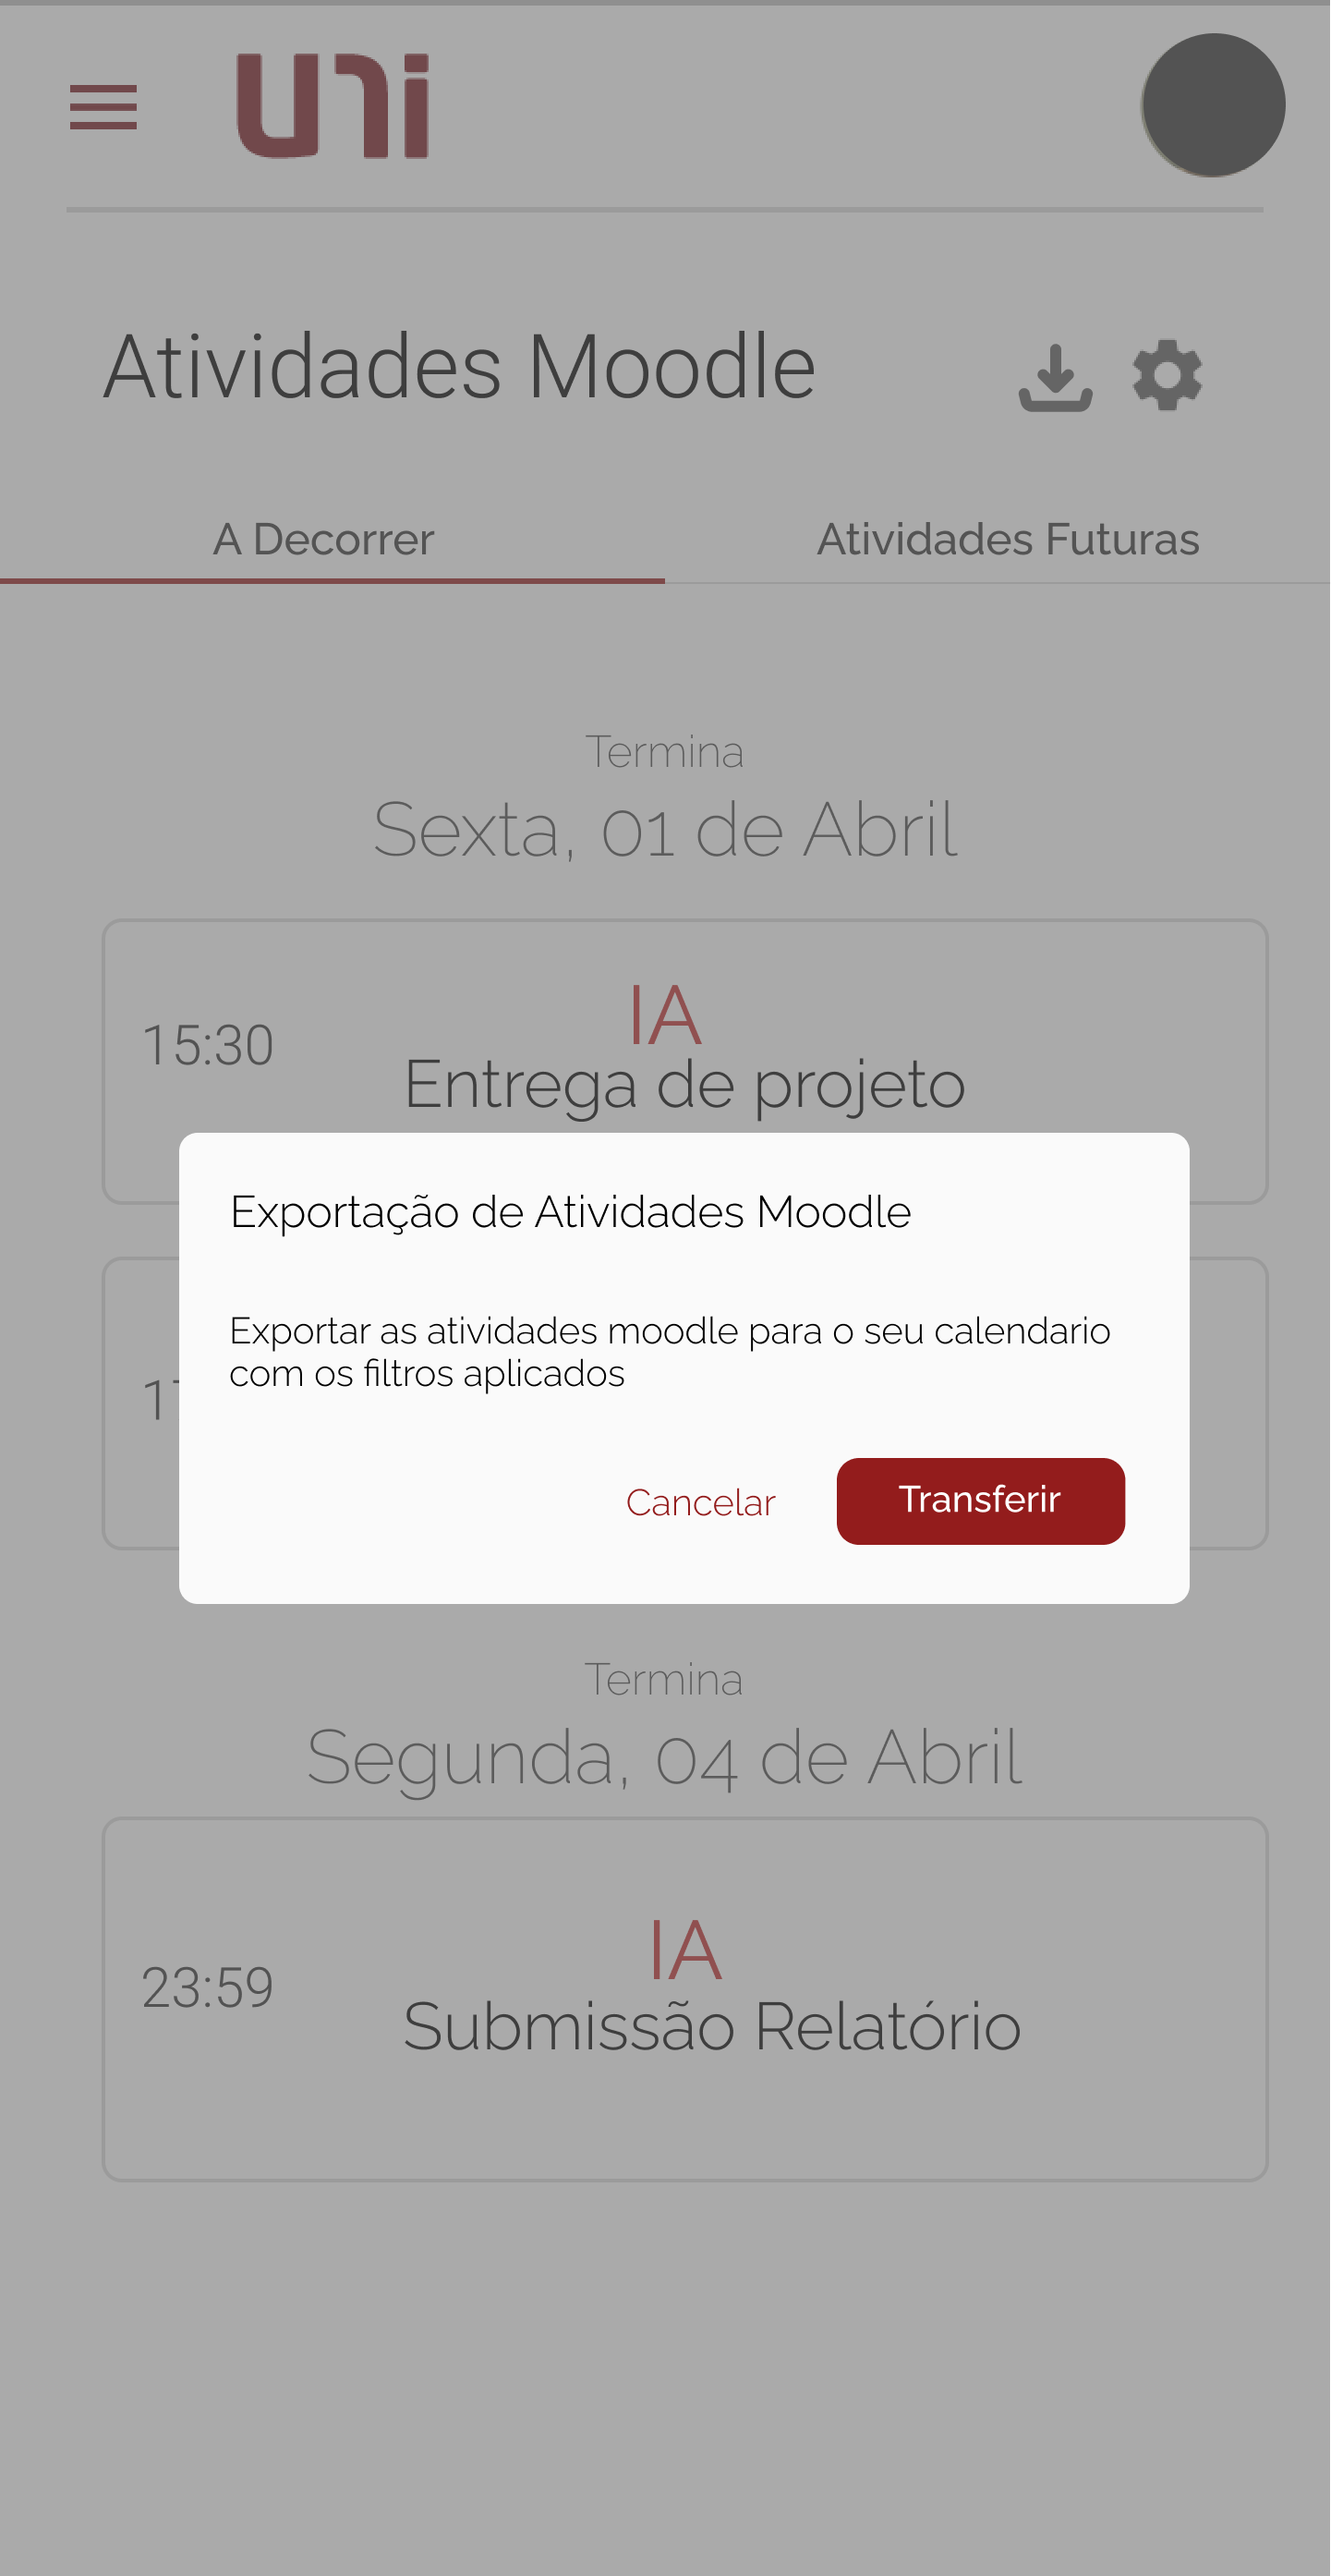 uni
Atividades Moodle
A Decorrer
Atividades Futuras
Termina
Sexta, 01 de Abril
15:30
IA
Entrega de projeto
Exportação de Atividades Moodle
Exportar as atividades moodle para o seu calendario
com os filtros aplicados
Cancelar
Transferir
Termina
Segunda, 04 de Abril
23:59
IA
Submissão Relatório